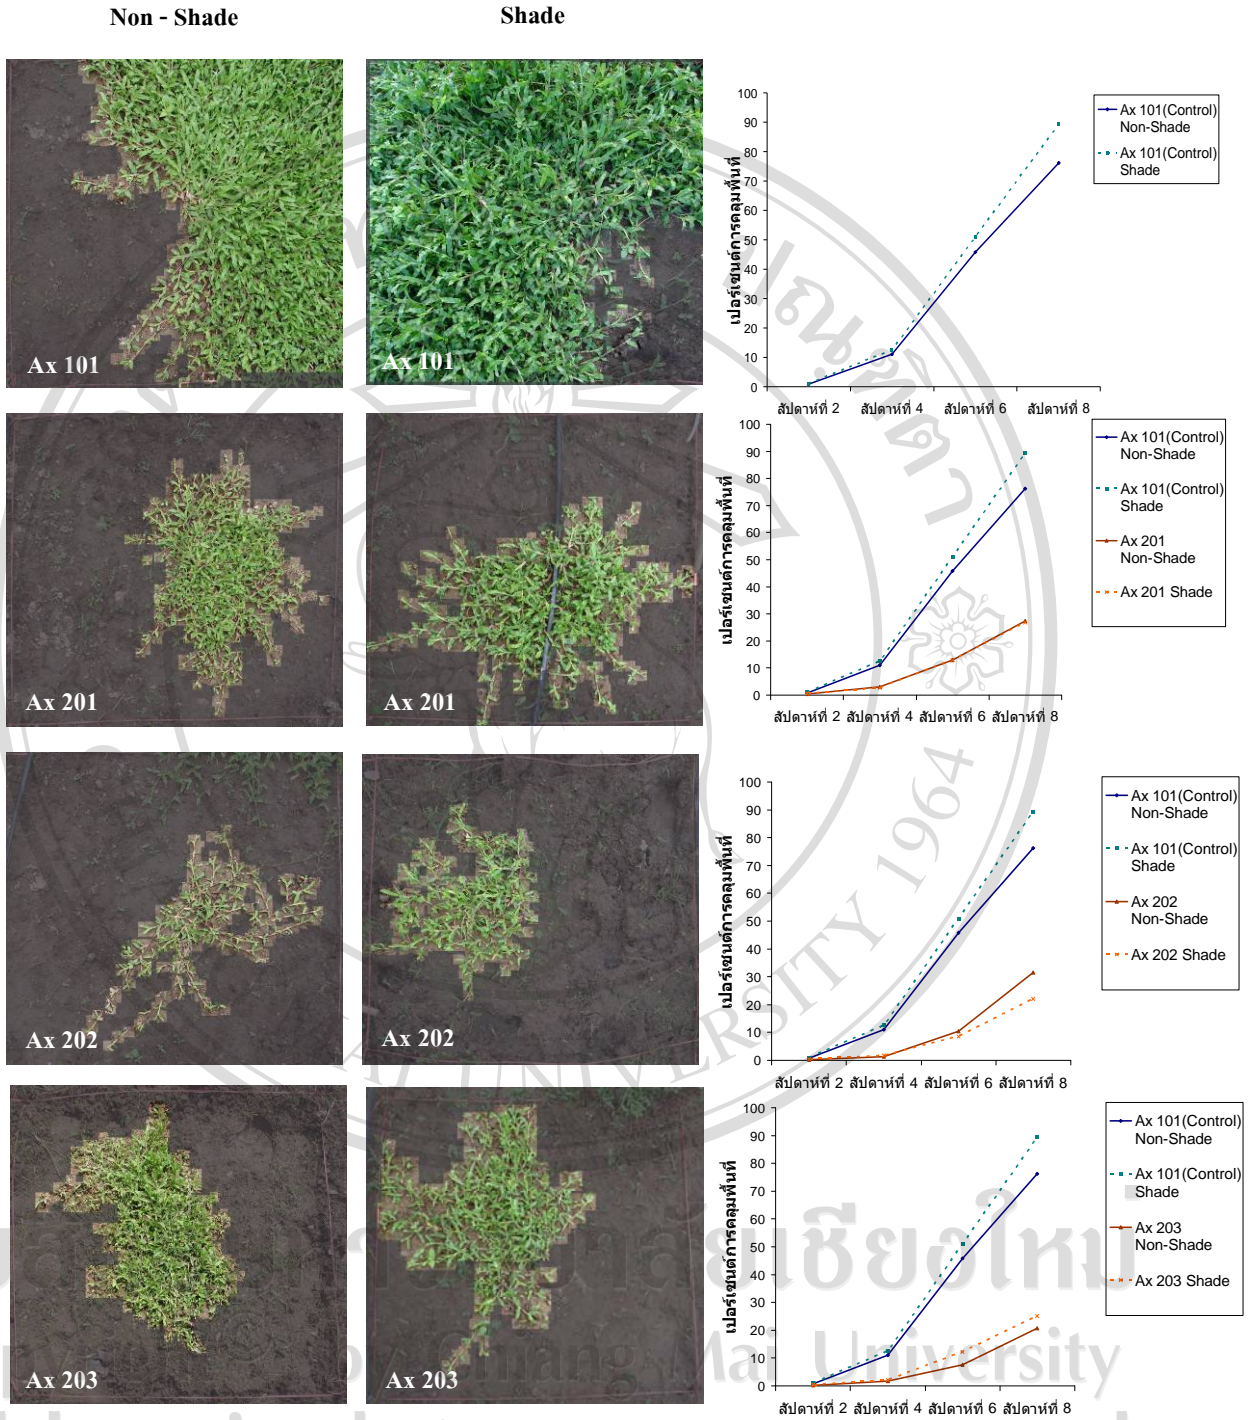 Non - Shade
Shade
Ax 101
Ax 101
เปอร์เซนต์การคลุมพื้นที่
100
90
80
70
60
50
40
30
20
10
0
สัปดาห์ที่ 2
สัปดาห์ที่ 4
สัปดาห์ที่ 6
สัปดาห์ที่ 8
Ax 101(Control)
Non-Shade
Ax 101(Control)
Shade
Ax 201
Ax 201
เปอร์เซนต์การคลุมพื้นที่
100
90
80
70
60
50
40
30
20
10
0
สัปดาห์ที่ 2
สัปดาห์ที่ 4
สัปดาห์ที่ 6
สัปดาห์ที่ 8
Ax 101(Control)
Non-Shade
Ax 101(Control)
Shade
Ax 201
Non-Shade
Ax 201 Shade
Ax 202
Ax 202
เปอร์เซนต์การคลุมพื้นที่
100
90
80
70
60
50
40
30
20
10
0
สัปดาห์ที่ 2
สัปดาห์ที่ 4
สัปดาห์ที่ 6
สัปดาห์ที่ 8
Ax 101(Control)
Non-Shade
Ax 101(Control)
Shade
Ax 202
Non-Shade
Ax 202 Shade
Ax 203
Ax 203
เปอร์เซนต์การคลุมพื้นที่
100
90
80
70
60
50
40
30
20
10
0
สัปดาห์ที่ 2
สัปดาห์ที่ 4
สัปดาห์ที่ 6
สัปดาห์ที่ 8
Ax 101(Control)
Non-Shade
Ax 101(Control)
Shade
Ax 203
Non-Shade
Ax 203 Shade
UNIVERSITY 1964
เชียงใหม่
Mai University